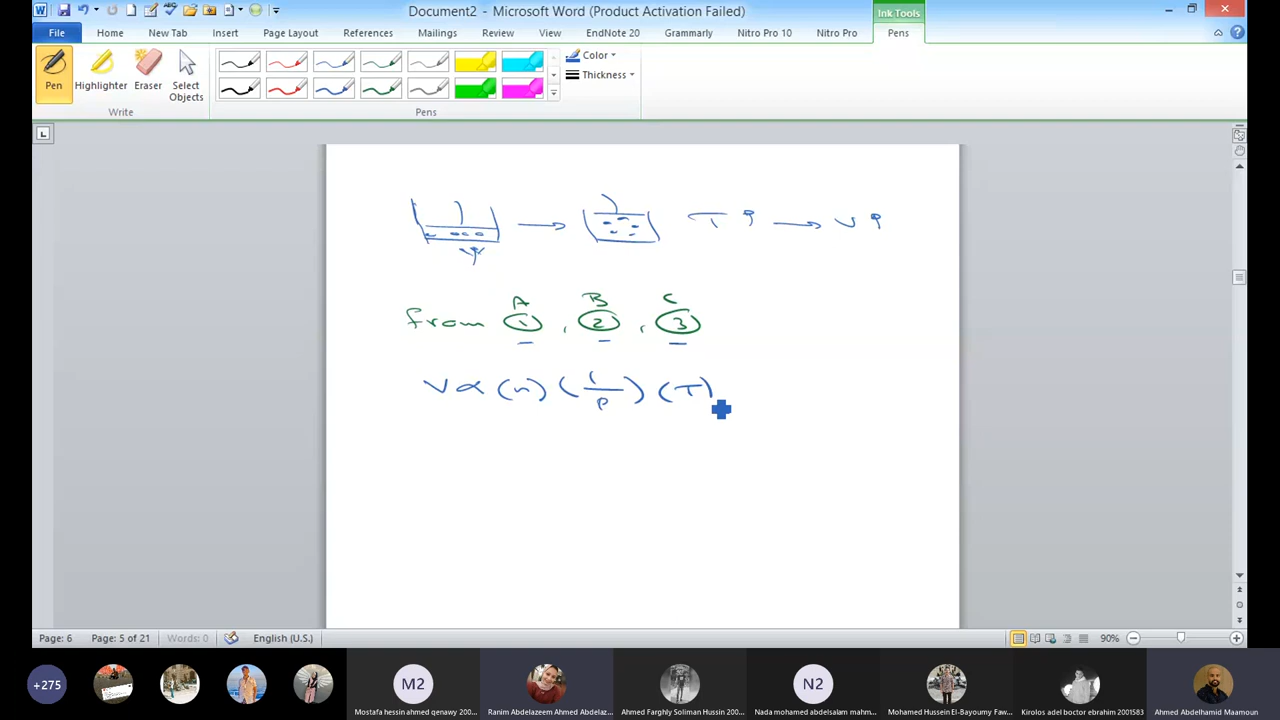 Document2 - Microsoft Word (Product Activation Failed)
Ink Tools
File Home New Tab Insert Page Layout References Mailings Review View EndNote 20 Grammarly Nitro Pro 10 Nitro Pro Pens
Pen Highlighter Eraser Select Objects
Color
Thickness
Write Pens
T ↑ → V ↑
A B C
from ① , ② , ③
V ∝ (n) (1/P) (T)
Page: 6 Page: 5 of 21 Words: 0 English (U.S.) 90%
+275 M2 N2
Mostafa hessin ahmed qenawy 200... Ranim Abdelazeem Ahmed Abdelaz... Ahmed Farghly Soliman Hussin 200... Nada mohamed abdelsalam mahm... Mohamed Hussein El-Bayoumy Faw... Kirolos adel boctor ebrahim 2001583 Ahmed Abdelhamid Maamoun